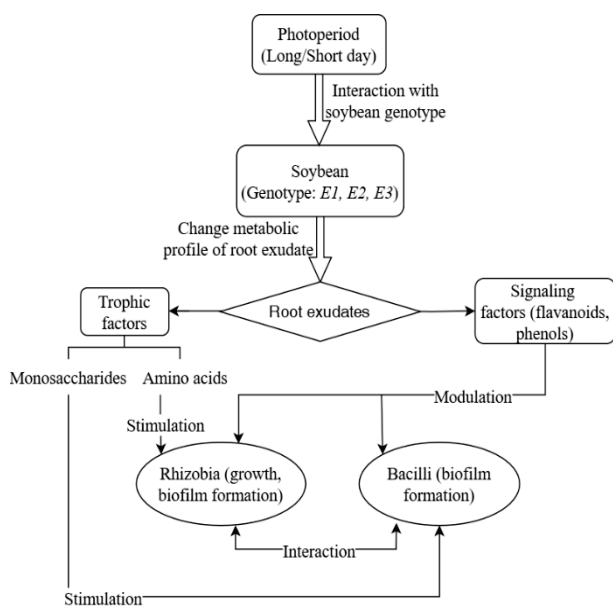 Photoperiod
(Long/Short day)
Interaction with
soybean genotype
Soybean
(Genotype: E1, E2, E3)
Change metabolic
profile of root exudate
Trophic
factors
Root exudates
Signaling
factors (flavanoids,
phenols)
Monosaccharides
Amino acids
Modulation
Stimulation
Rhizobia (growth,
biofilm formation)
Bacilli (biofilm
formation)
Interaction
Stimulation